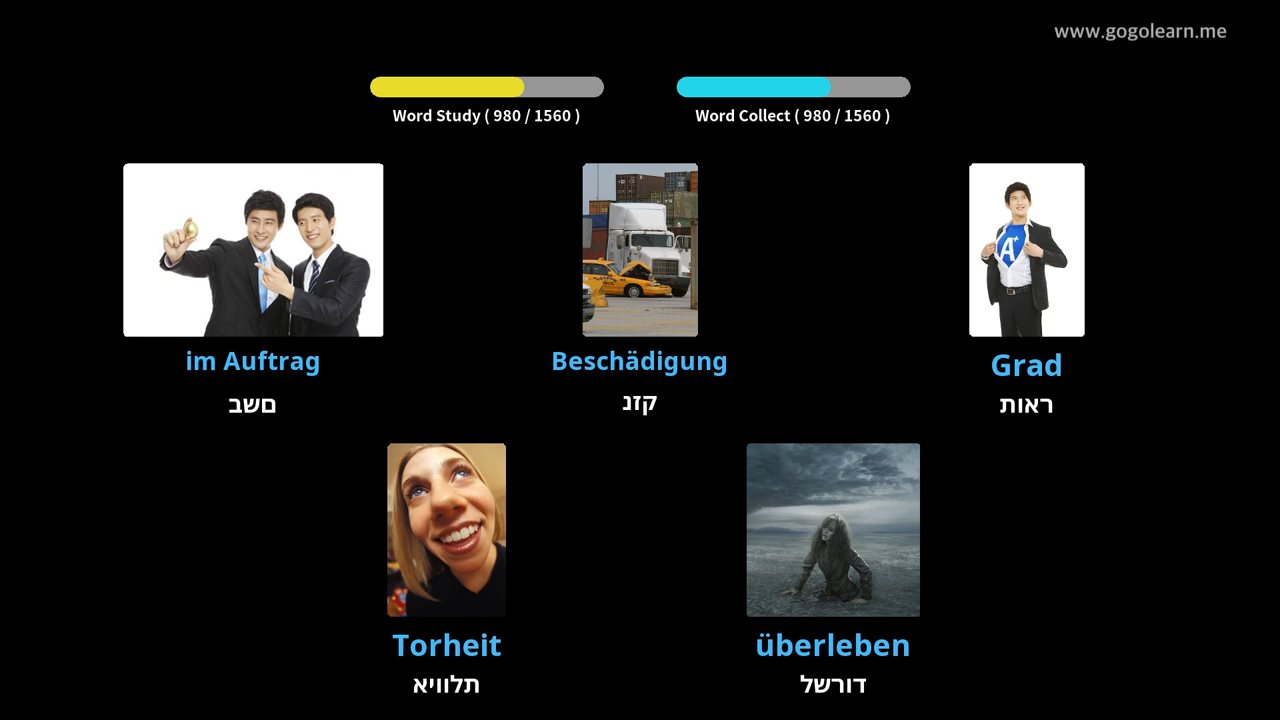 www.gogolearn.me
Word Study ( 980 / 1560 )
Word Collect ( 980 / 1560 )
im Auftrag
םשב
Beschädigung
קזנ
Grad
ראות
Torheit
תלוויא
überleben
דורשל
A+